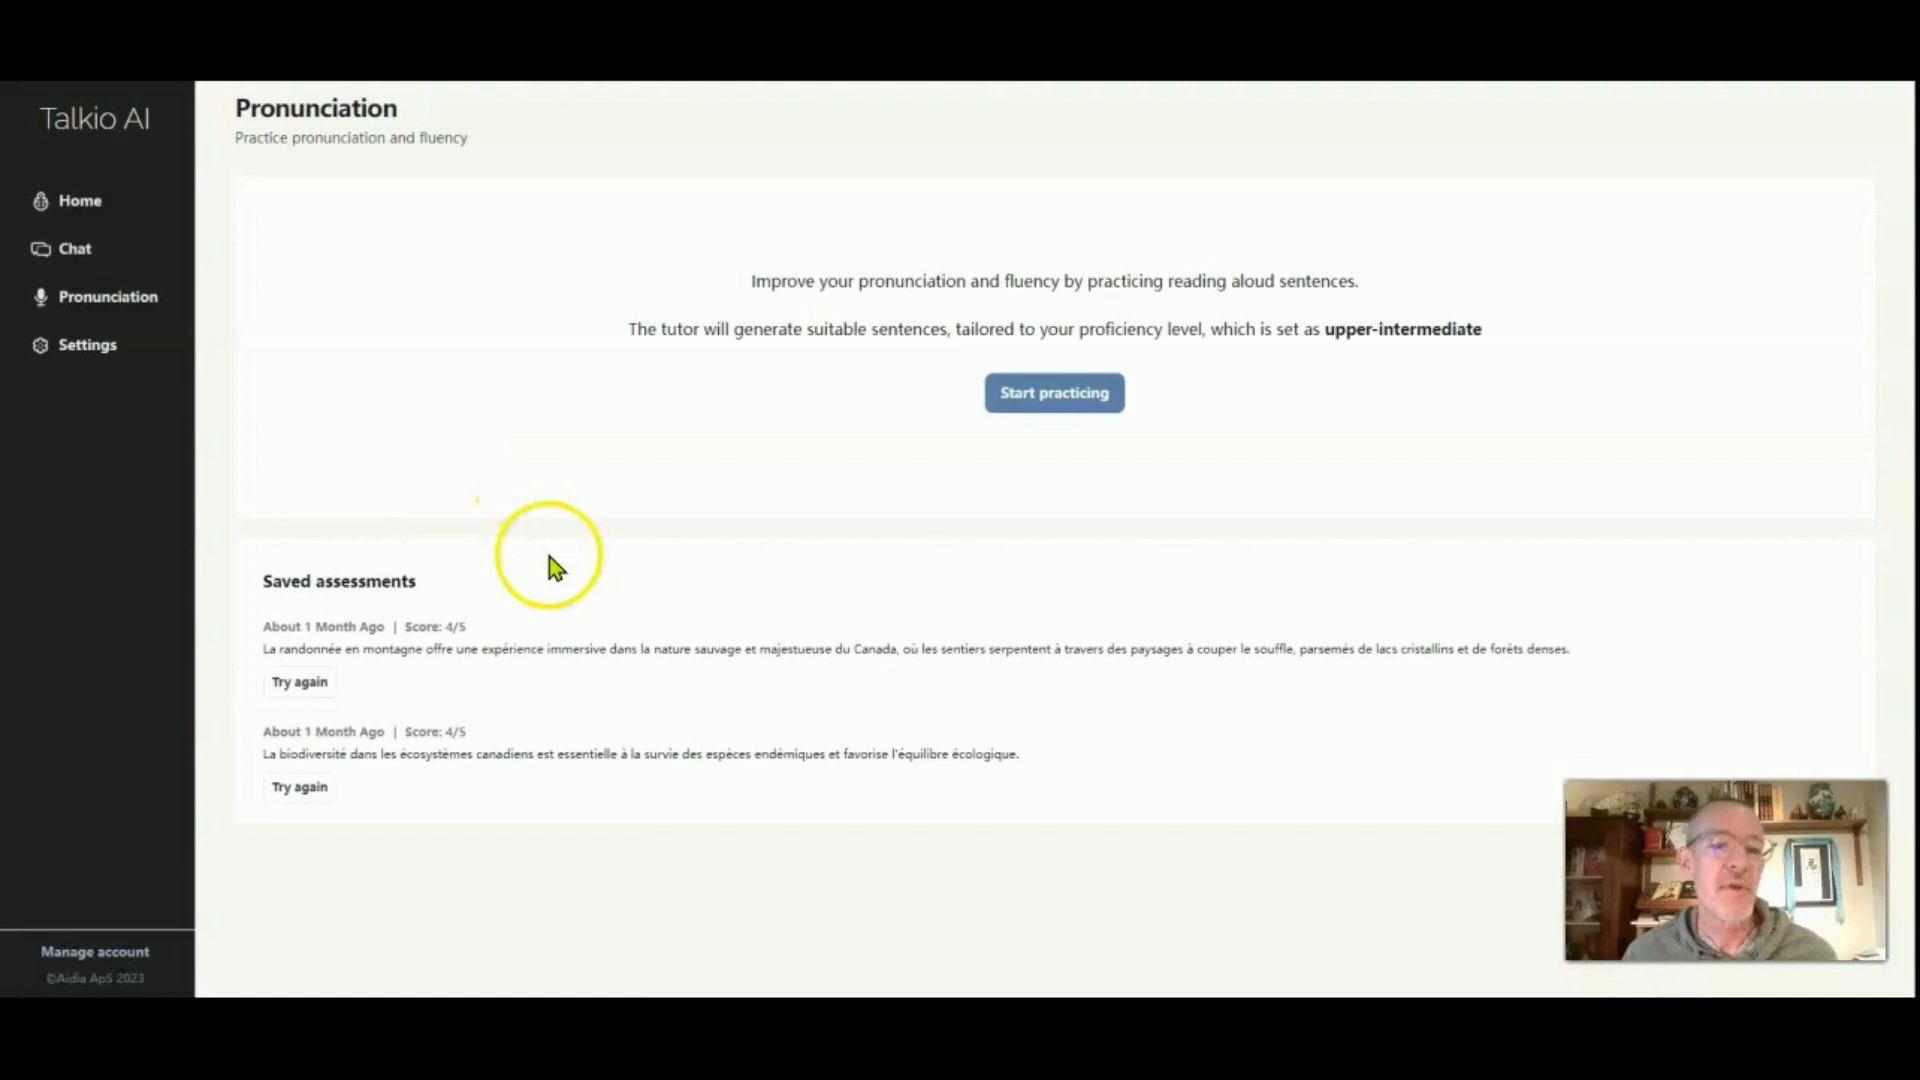 Talkio AI
Home
Chat
Pronunciation
Settings
Manage account
©Aidia ApS 2023
Pronunciation
Practice pronunciation and fluency
Improve your pronunciation and fluency by practicing reading aloud sentences.
The tutor will generate suitable sentences, tailored to your proficiency level, which is set as upper-intermediate
Start practicing
Saved assessments
About 1 Month Ago | Score: 4/5
La randonnée en montagne offre une expérience immersive dans la nature sauvage et majestueuse du Canada, où les sentiers serpentent à travers des paysages à couper le souffle, parsemés de lacs cristallins et de forêts denses.
Try again
About 1 Month Ago | Score: 4/5
La biodiversité dans les écosystèmes canadiens est essentielle à la survie des espèces endémiques et favorise l'équilibre écologique.
Try again